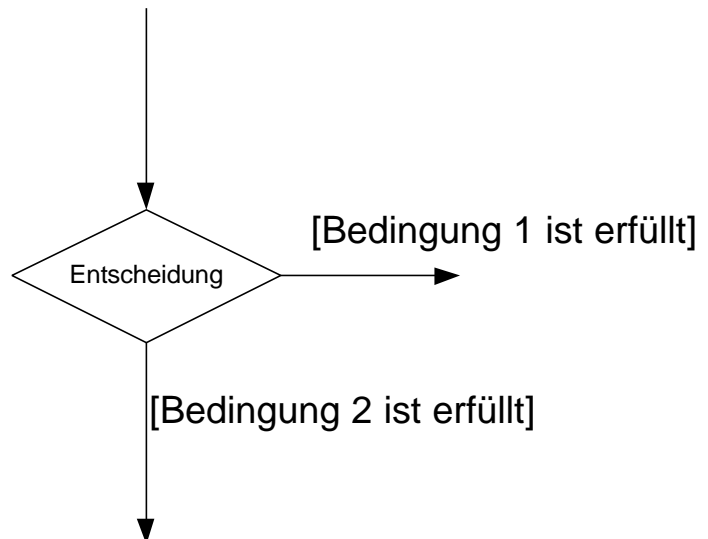 [Bedingung 1 ist erfüllt]
Entscheidung
[Bedingung 2 ist erfüllt]